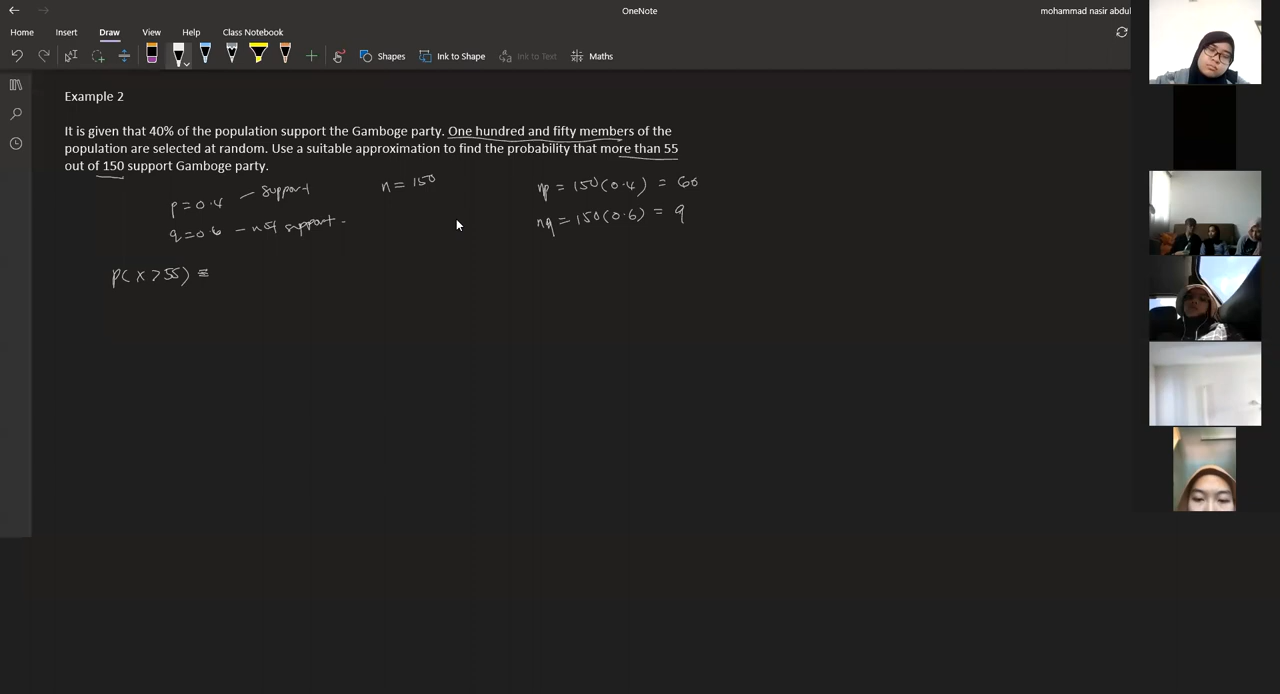 OneNote
mohammad nasir abdul
Home Insert Draw View Help Class Notebook
Shapes Ink to Shape Ink to Text Maths
Example 2
It is given that 40% of the population support the Gamboge party. One hundred and fifty members of the
population are selected at random. Use a suitable approximation to find the probability that more than 55
out of 150 support Gamboge party.
p = 0.4 – support
n = 150
np = 150(0.4) = 60
q = 0.6 – not support.
nq = 150(0.6) = 9
P(X > 55) =